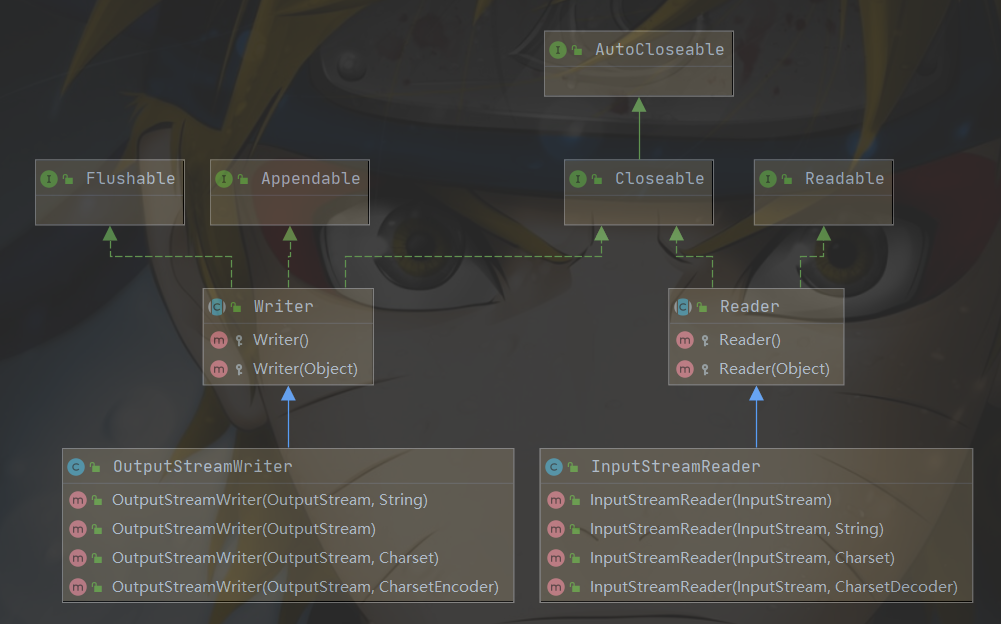 AutoCloseable
Flushable
Appendable
Closeable
Readable
Writer
Writer()
Writer(Object)
Reader
Reader()
Reader(Object)
OutputStreamWriter
OutputStreamWriter(OutputStream, String)
OutputStreamWriter(OutputStream)
OutputStreamWriter(OutputStream, Charset)
OutputStreamWriter(OutputStream, CharsetEncoder)
InputStreamReader
InputStreamReader(InputStream)
InputStreamReader(InputStream, String)
InputStreamReader(InputStream, Charset)
InputStreamReader(InputStream, CharsetDecoder)